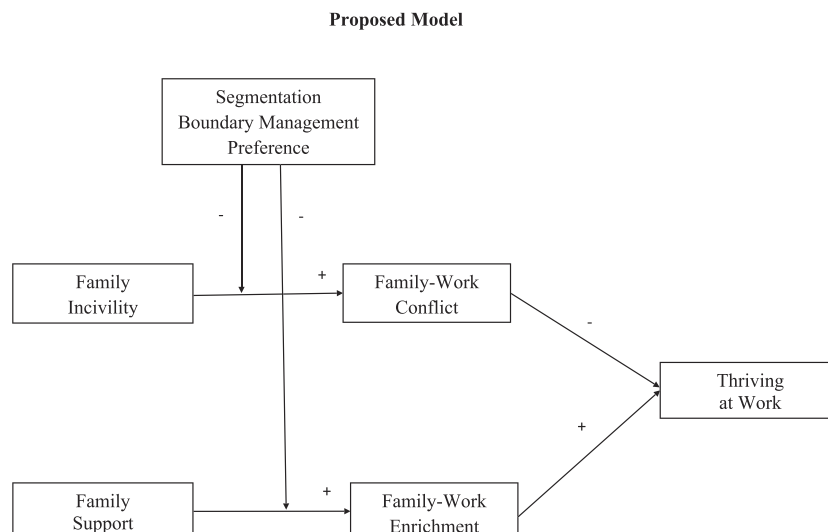 Proposed Model
Segmentation
Boundary Management
Preference
-
-
Family
Incivility
+
Family-Work
Conflict
-
Thriving
at Work
+
Family
Support
+
Family-Work
Enrichment